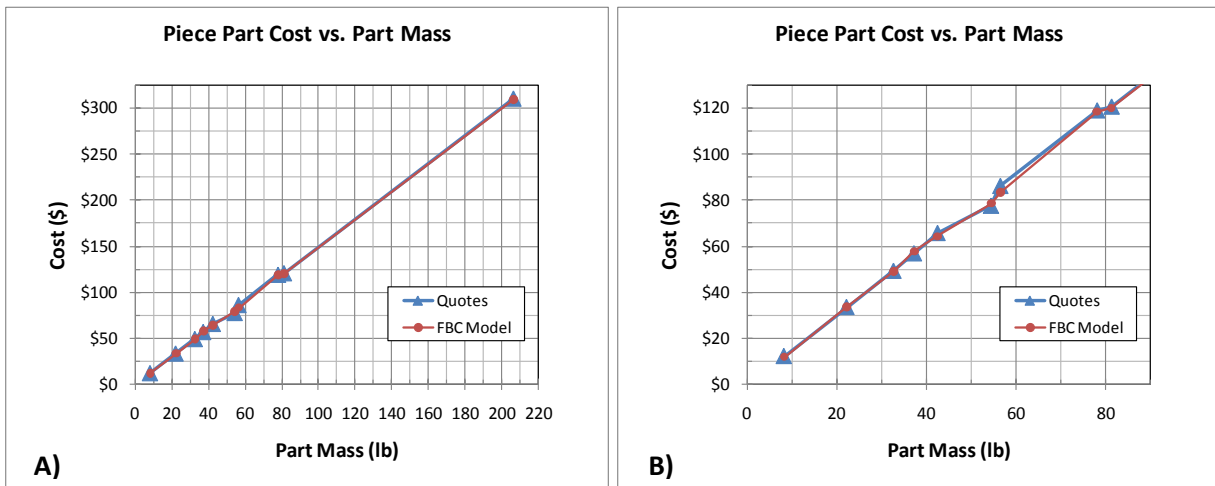 Piece Part Cost vs. Part Mass
Cost ($)
$300
$250
$200
$150
$100
$50
$0
0 20 40 60 80 100 120 140 160 180 200 220
Part Mass (lb)
Quotes
FBC Model
A)
Piece Part Cost vs. Part Mass
Cost ($)
$120
$100
$80
$60
$40
$20
$0
0 20 40 60 80
Part Mass (lb)
Quotes
FBC Model
B)